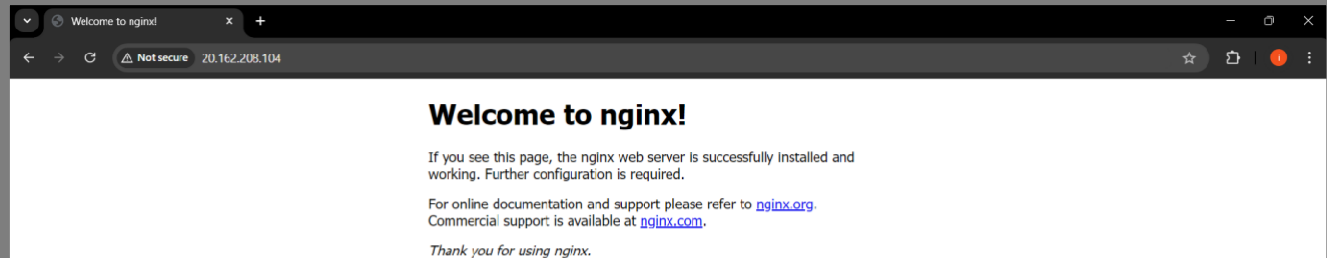 Welcome to nginx!
Not secure 20.162.208.104
Welcome to nginx!
If you see this page, the nginx web server is successfully installed and
working. Further configuration is required.
For online documentation and support please refer to nginx.org.
Commercial support is available at nginx.com.
Thank you for using nginx.